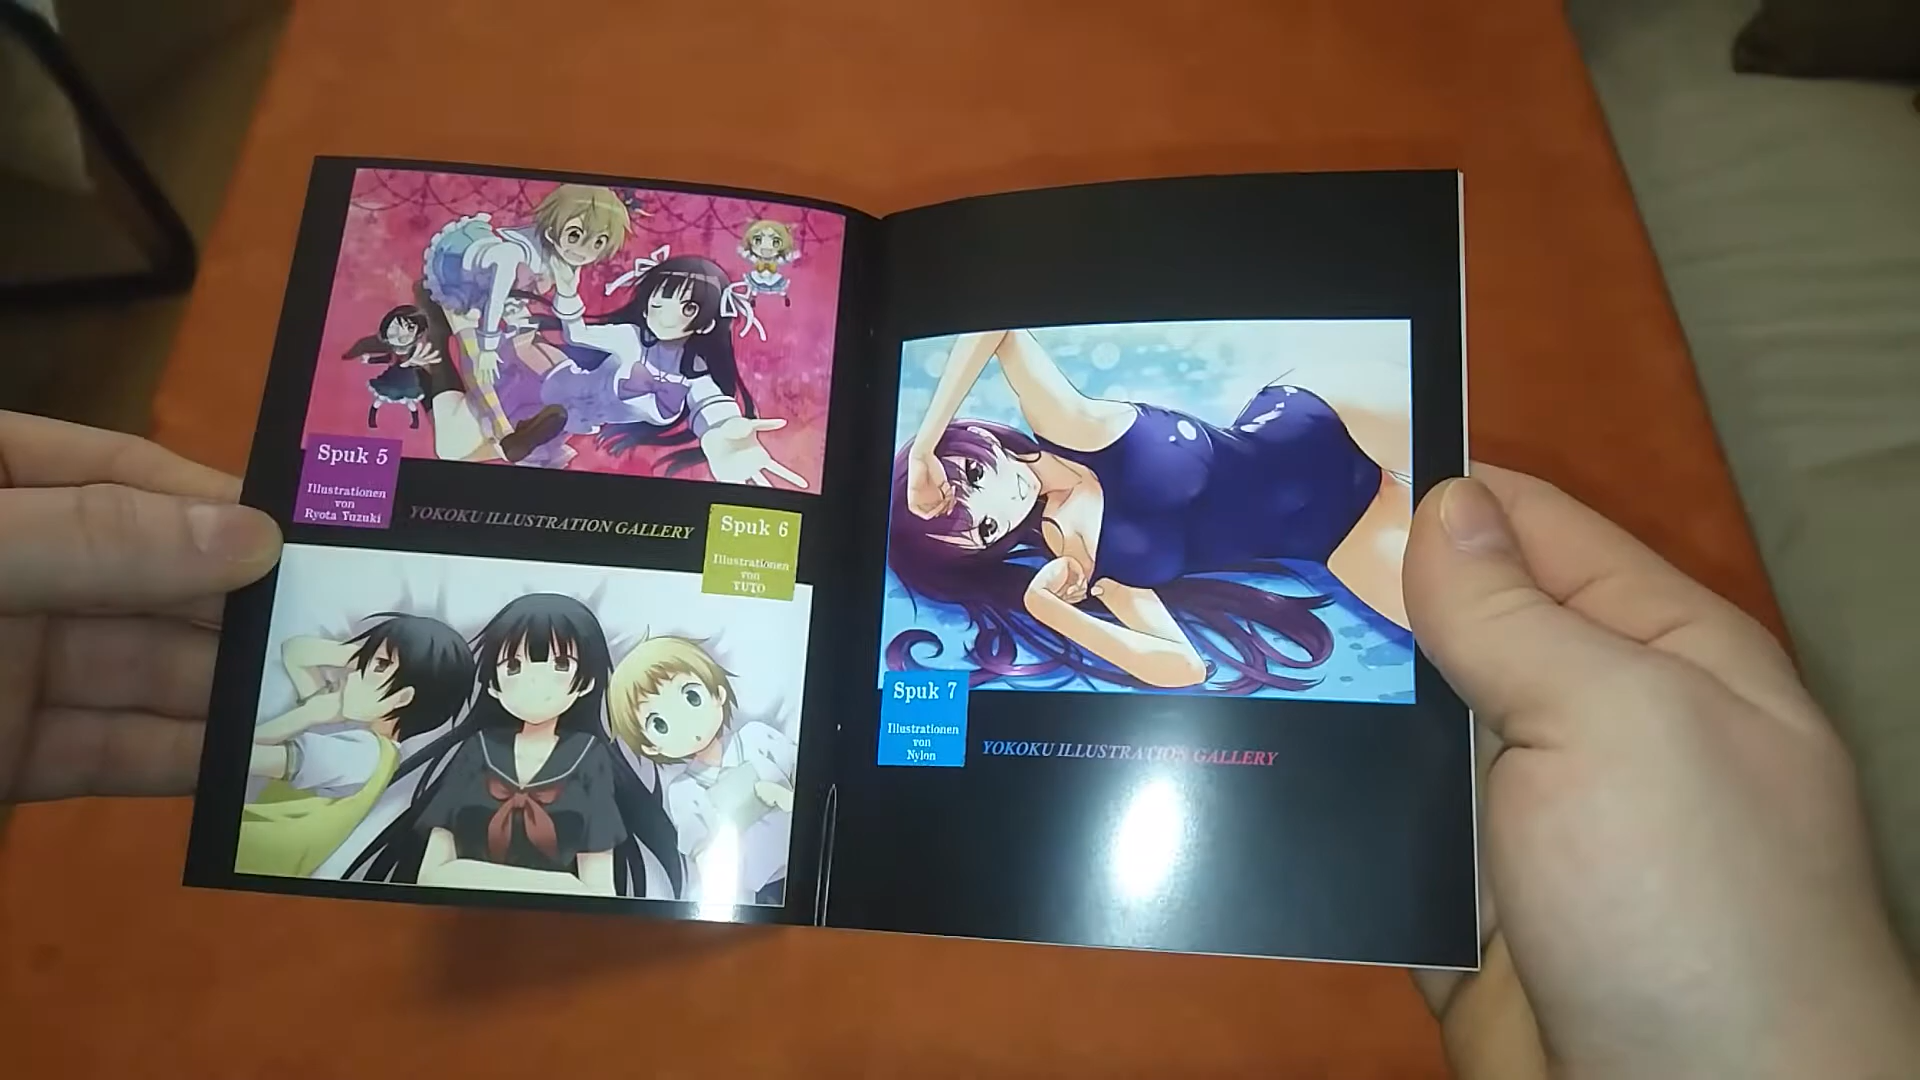 Spuk 5
Illustrationen
von
Ryota Yuzuki
YOKOKU ILLUSTRATION GALLERY
Spuk 6
Illustrationen
von
YUTO
Spuk 7
Illustrationen
von
Nylon
YOKOKU ILLUSTRATION GALLERY